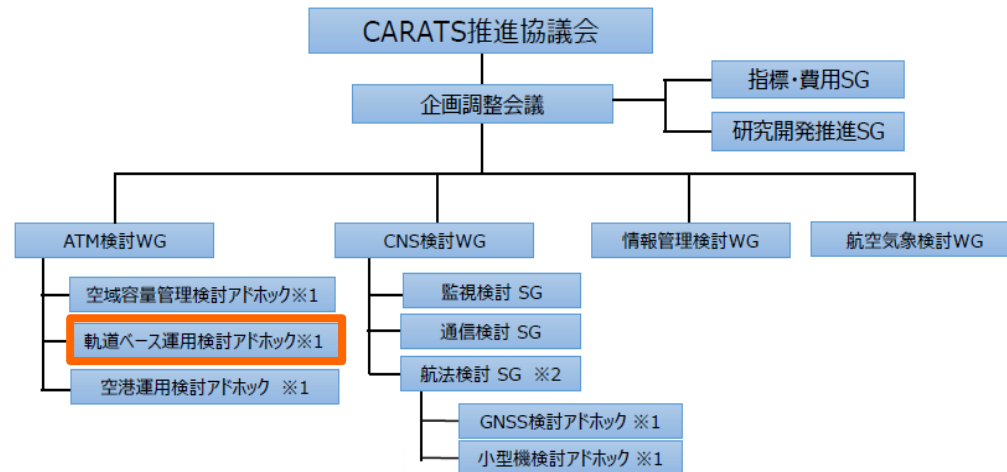 CARATS推進協議会
企画調整会議
指標・費用SG
研究開発推進SG
ATM検討WG
空域容量管理検討アドホック※1
軌道ベース運用検討アドホック※1
空港運用検討アドホック ※1
CNS検討WG
監視検討 SG
通信検討 SG
航法検討 SG ※2
GNSS検討アドホック ※1
小型機検討アドホック ※1
情報管理検討WG
航空気象検討WG